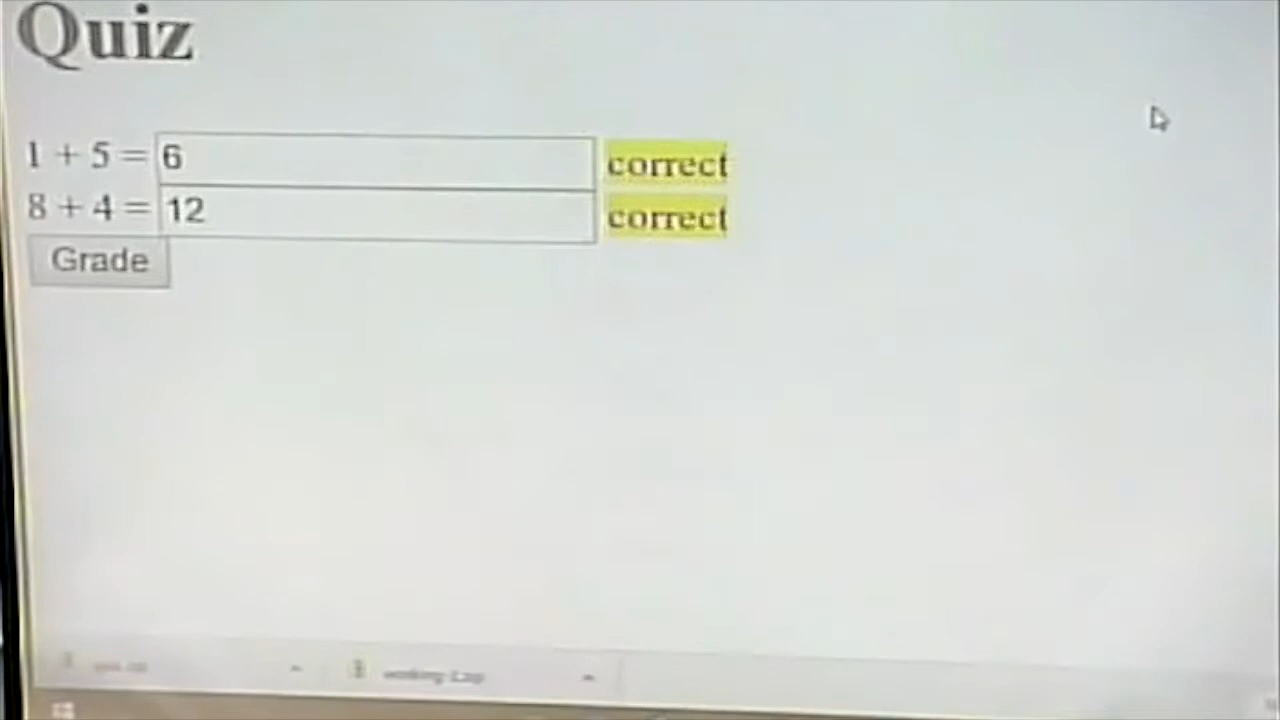 Quiz
1 + 5 = 6 correct
8 + 4 = 12 correct
Grade